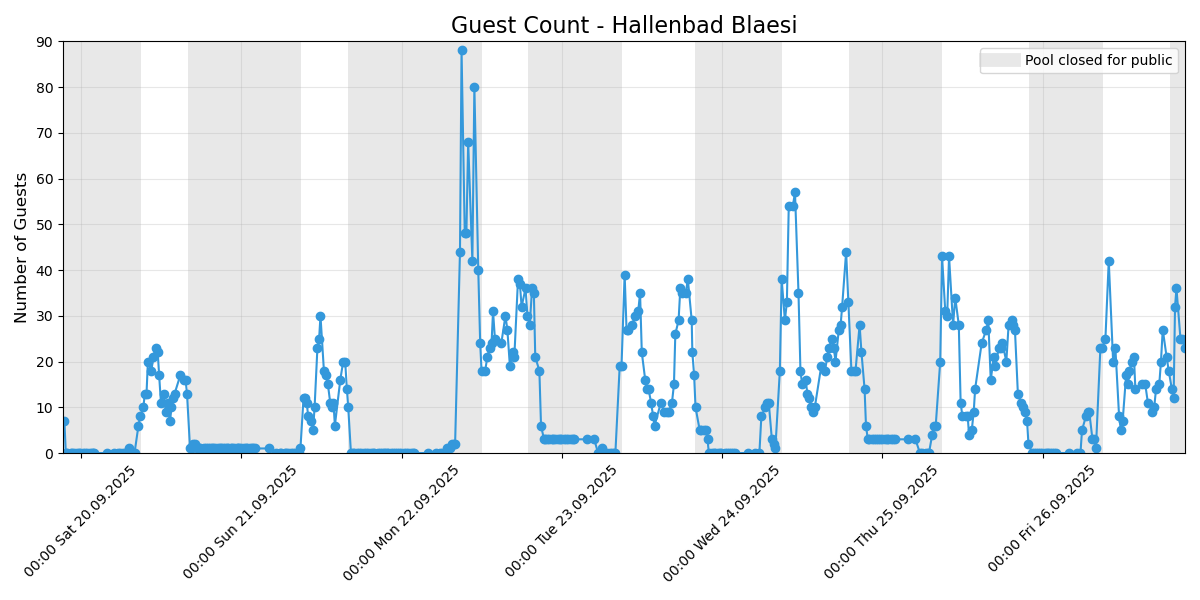 Guest Count - Hallenbad Blaesi
Pool closed for public
Number of Guests
90
80
70
60
50
40
30
20
10
0
00:00 Sat 20.09.2025
00:00 Sun 21.09.2025
00:00 Mon 22.09.2025
00:00 Tue 23.09.2025
00:00 Wed 24.09.2025
00:00 Thu 25.09.2025
00:00 Fri 26.09.2025